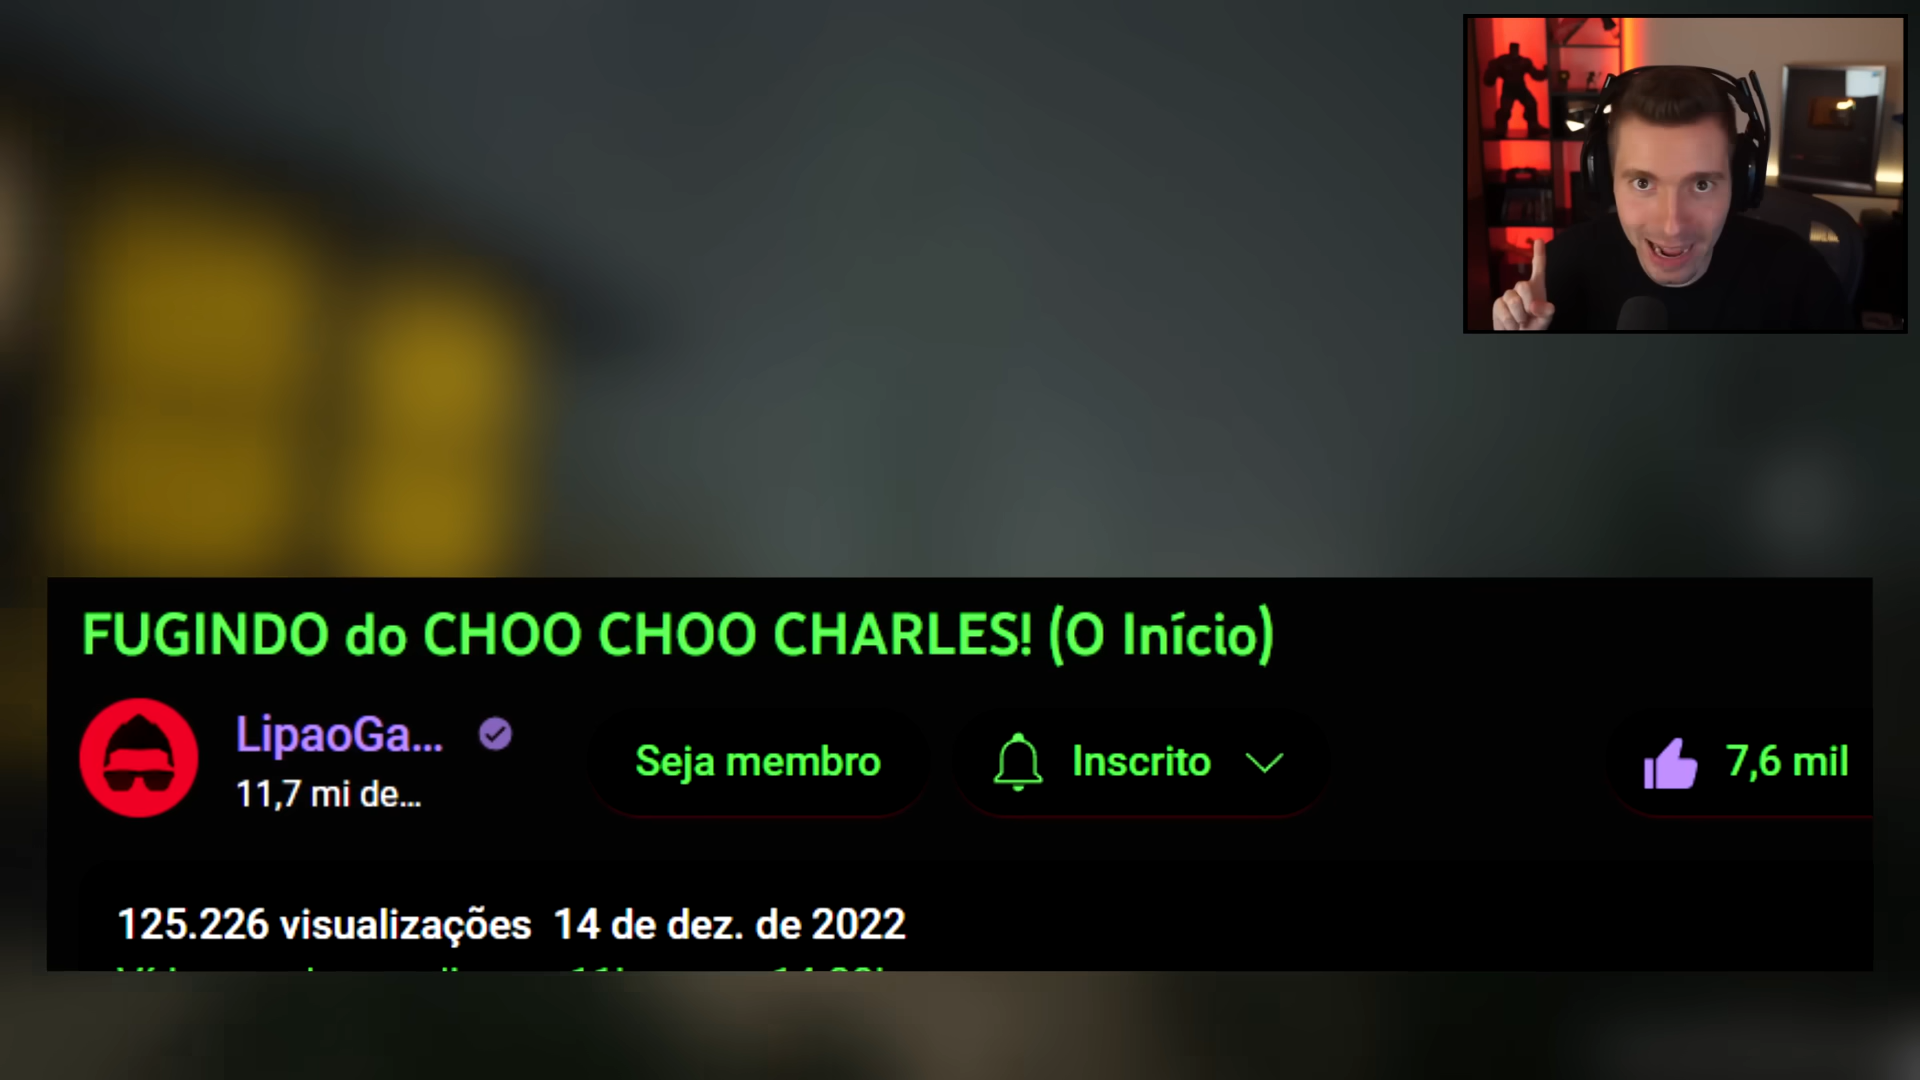 FUGINDO do CHOO CHOO CHARLES! (O Início)
LipaoGa...
11,7 mi de...
Seja membro
Inscrito
7,6 mil
125.226 visualizações 14 de dez. de 2022